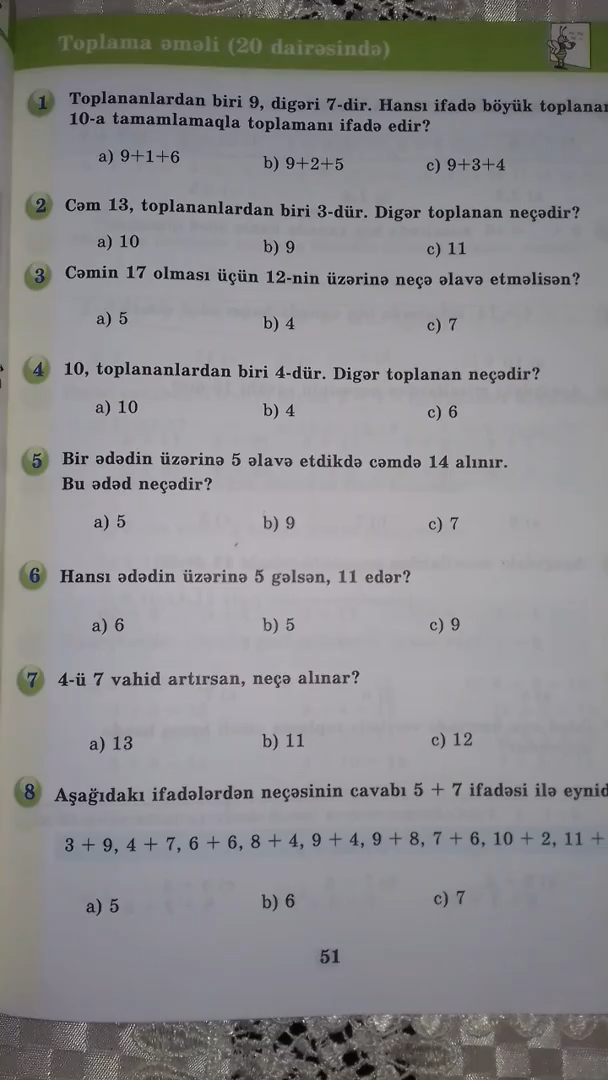 Toplama əməli (20 dairəsində)
1 Toplananlardan biri 9, digəri 7-dir. Hansı ifadə böyük
10-a tamamlamaqla toplamanı ifadə edir?
a) 9+1+6 b) 9+2+5 c) 9+3+4
2 Cəm 13, toplananlardan biri 3-dür. Digər toplanan neçədir?
a) 10 b) 9 c) 11
3 Cəmin 17 olması üçün 12-nin üzərinə neçə əlavə etməlisən?
a) 5 b) 4 c) 7
4 10, toplananlardan biri 4-dür. Digər toplanan neçədir?
a) 10 b) 4 c) 6
5 Bir ədədin üzərinə 5 əlavə etdikdə cəmdə 14 alınır.
Bu ədəd neçədir?
a) 5 b) 9 c) 7
6 Hansı ədədin üzərinə 5 gəlsən, 11 edər?
a) 6 b) 5 c) 9
7 4-ü 7 vahid artırsan, neçə alınar?
a) 13 b) 11 c) 12
8 Aşağıdakı ifadələrdən neçəsinin cavabı 5 + 7 ifadəsi ilə
3 + 9, 4 + 7, 6 + 6, 8 + 4, 9 + 4, 9 + 8, 7 + 6, 10 + 2, 11 +
a) 5 b) 6 c) 7
51